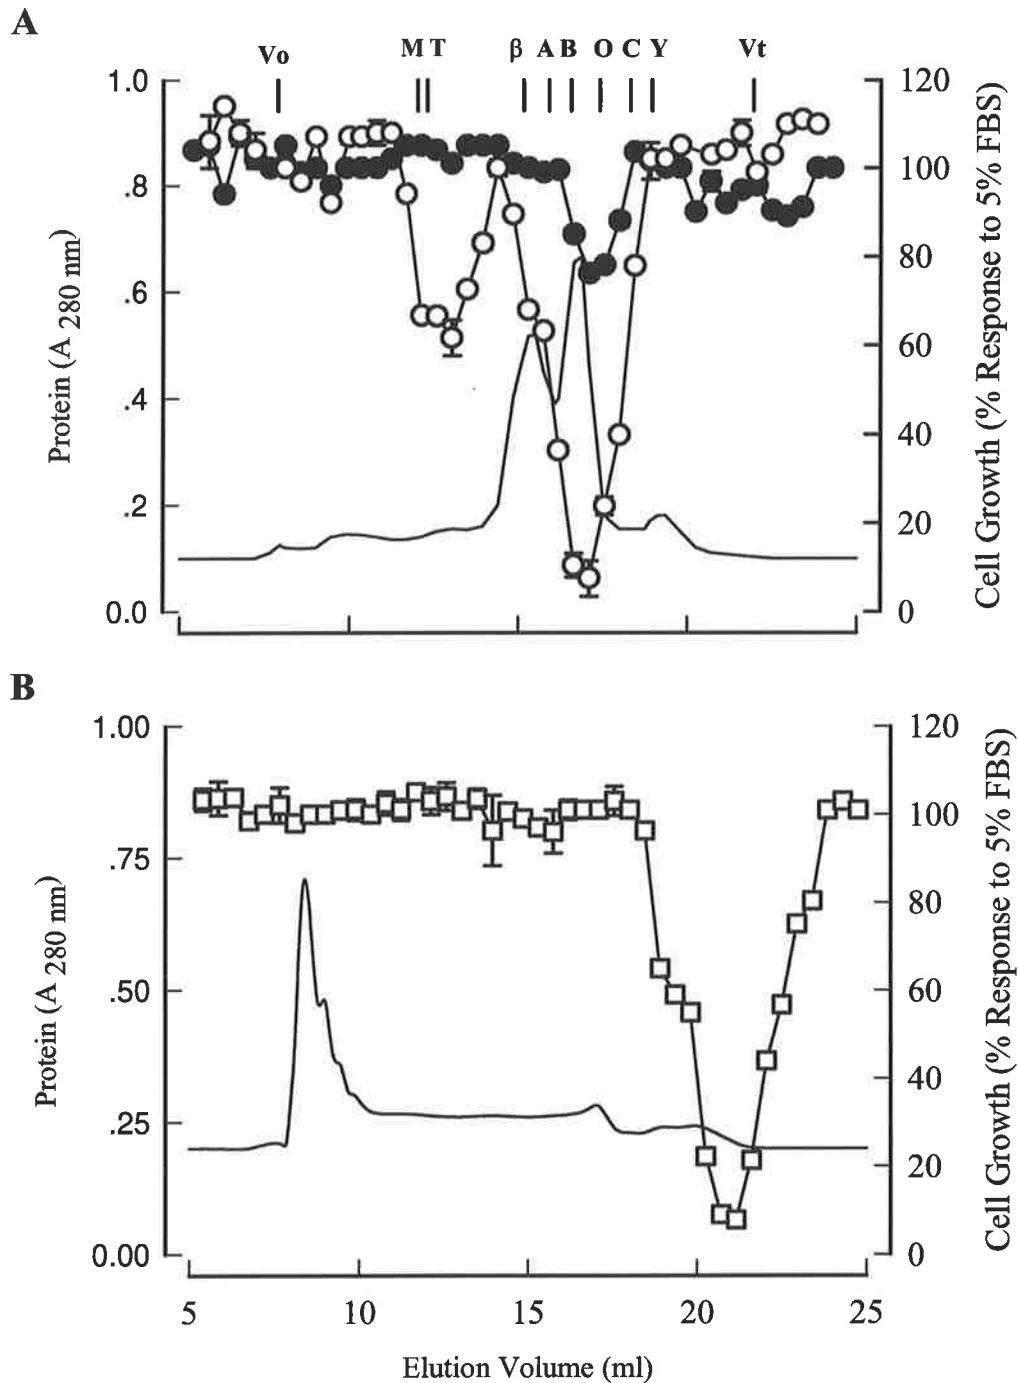 A
Vo M T β A B O C Y Vt
1.0
.8
.6
.4
.2
0.0
Protein (A 280 nm)
120
100
80
60
40
20
0
Cell Growth (% Response to 5% FBS)
B
1.00
.75
.50
.25
0.00
Protein (A 280 nm)
120
100
80
60
40
20
0
Cell Growth (% Response to 5% FBS)
5 10 15 20 25
Elution Volume (ml)